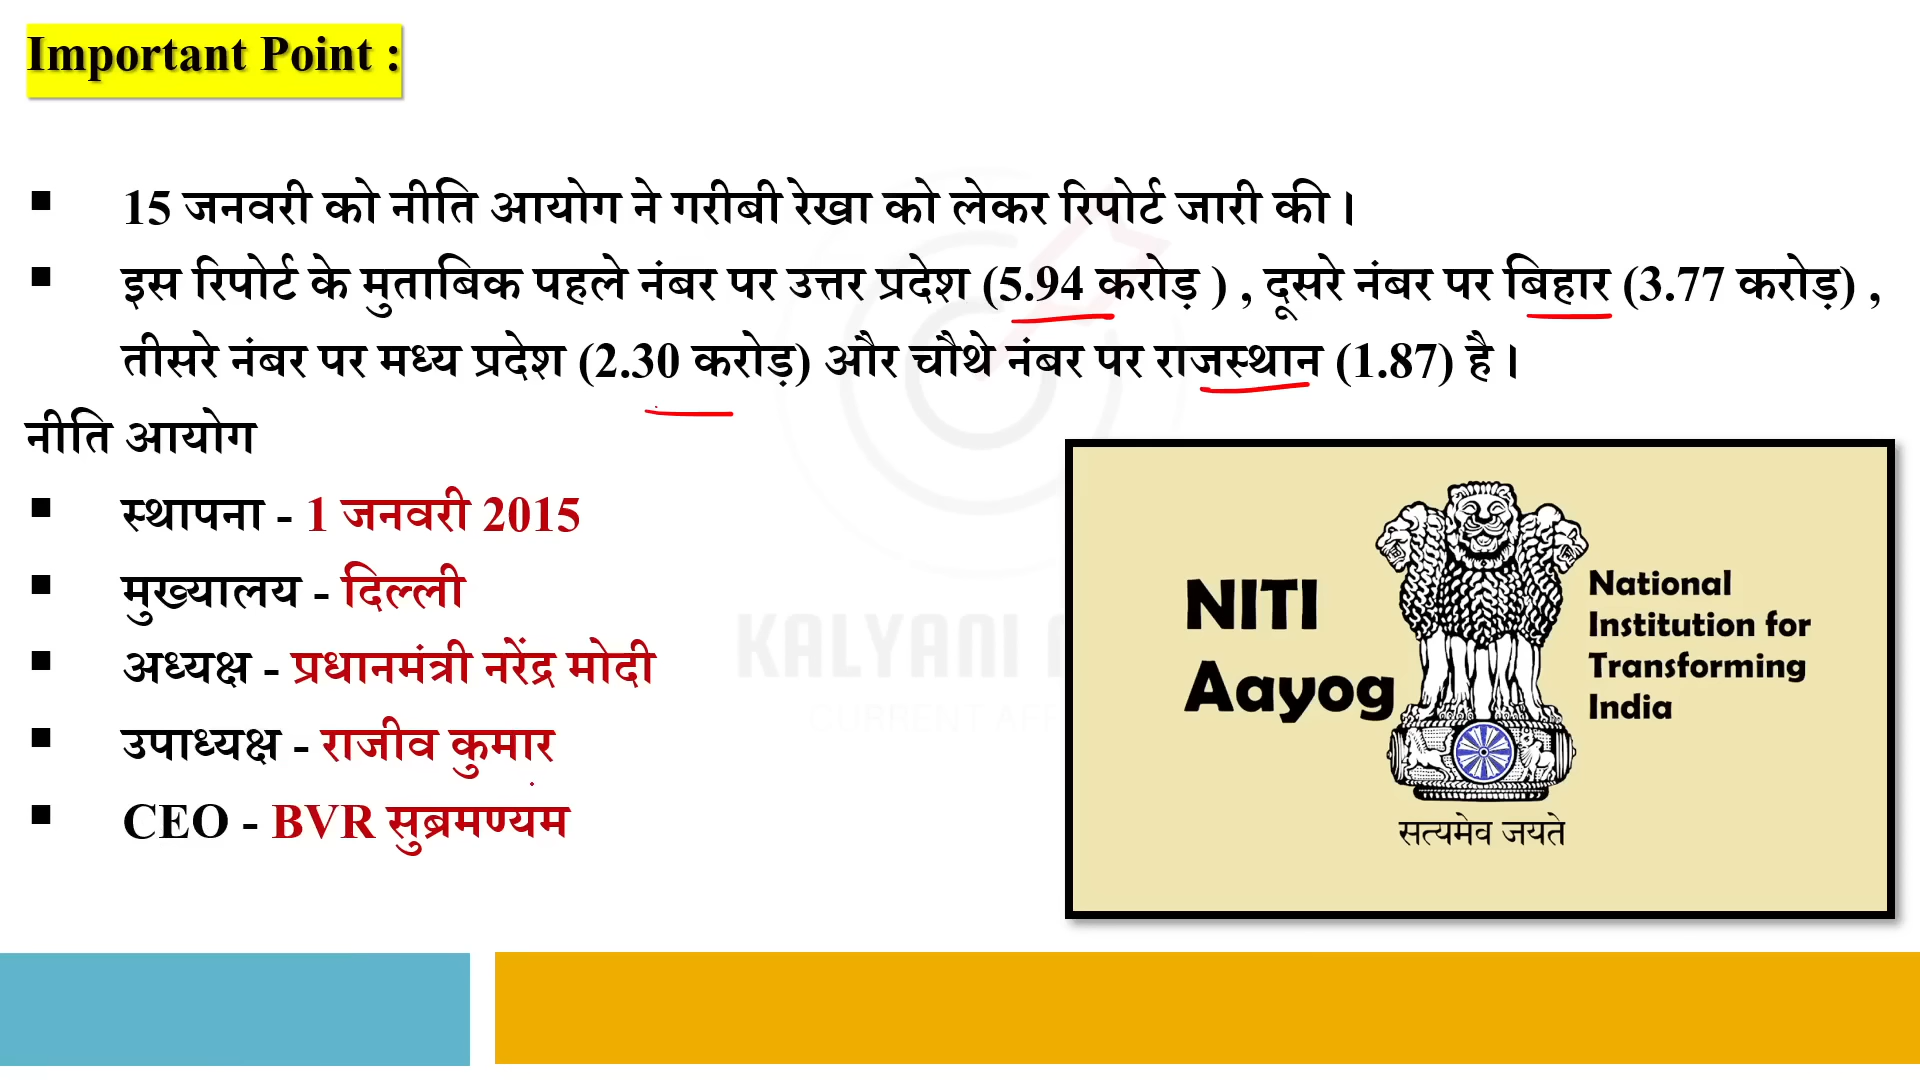 Important Point :
▪ 15 जनवरी को नीति आयोग ने गरीबी रेखा को लेकर रिपोर्ट जारी की।
▪ इस रिपोर्ट के मुताबिक पहले नंबर पर उत्तर प्रदेश (5.94 करोड़ ) , दूसरे नंबर पर बिहार (3.77 करोड़) ,
तीसरे नंबर पर मध्य प्रदेश (2.30 करोड़) और चौथे नंबर पर राजस्थान (1.87) है।
नीति आयोग
▪ स्थापना - 1 जनवरी 2015
▪ मुख्यालय - दिल्ली
▪ अध्यक्ष - प्रधानमंत्री नरेंद्र मोदी
▪ उपाध्यक्ष - राजीव कुमार
▪ CEO - BVR सुब्रमण्यम
NITI
Aayog
National
Institution for
Transforming
India
सत्यमेव जयते
KALYANI
CURRENT